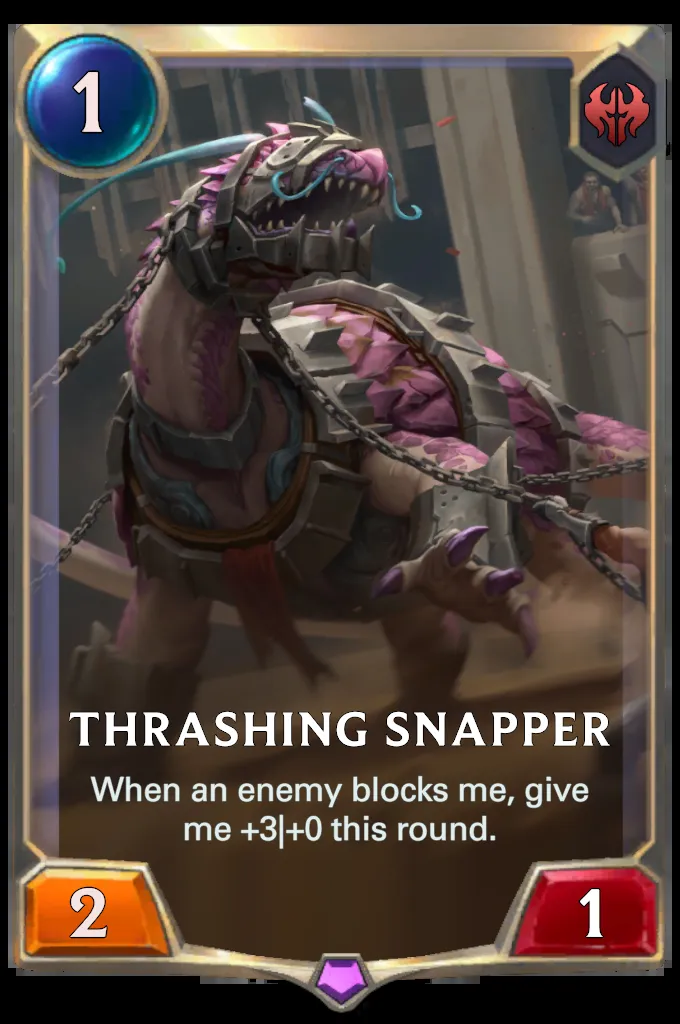 1
THRASHING SNAPPER
When an enemy blocks me, give
me +3|+0 this round.
2
1